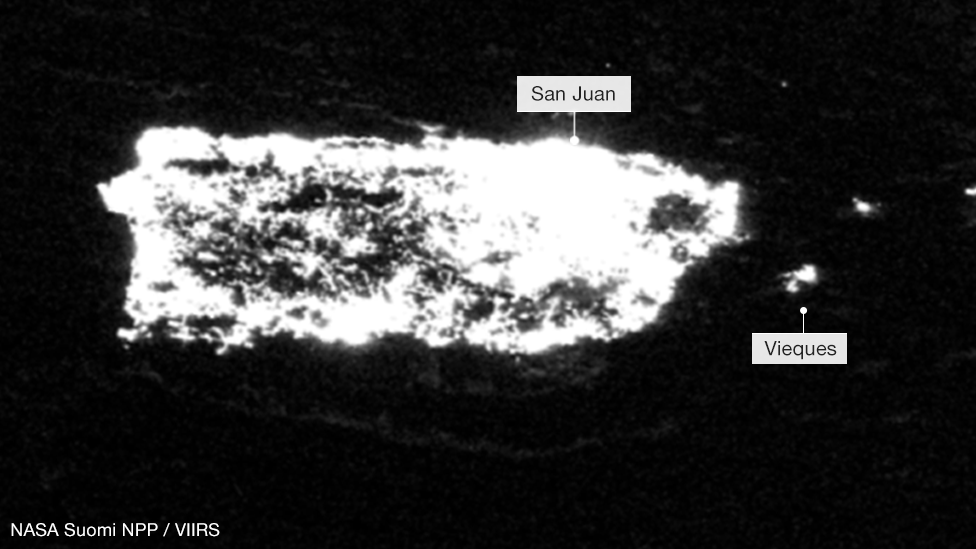 San Juan
Vieques
NASA Suomi NPP / VIIRS